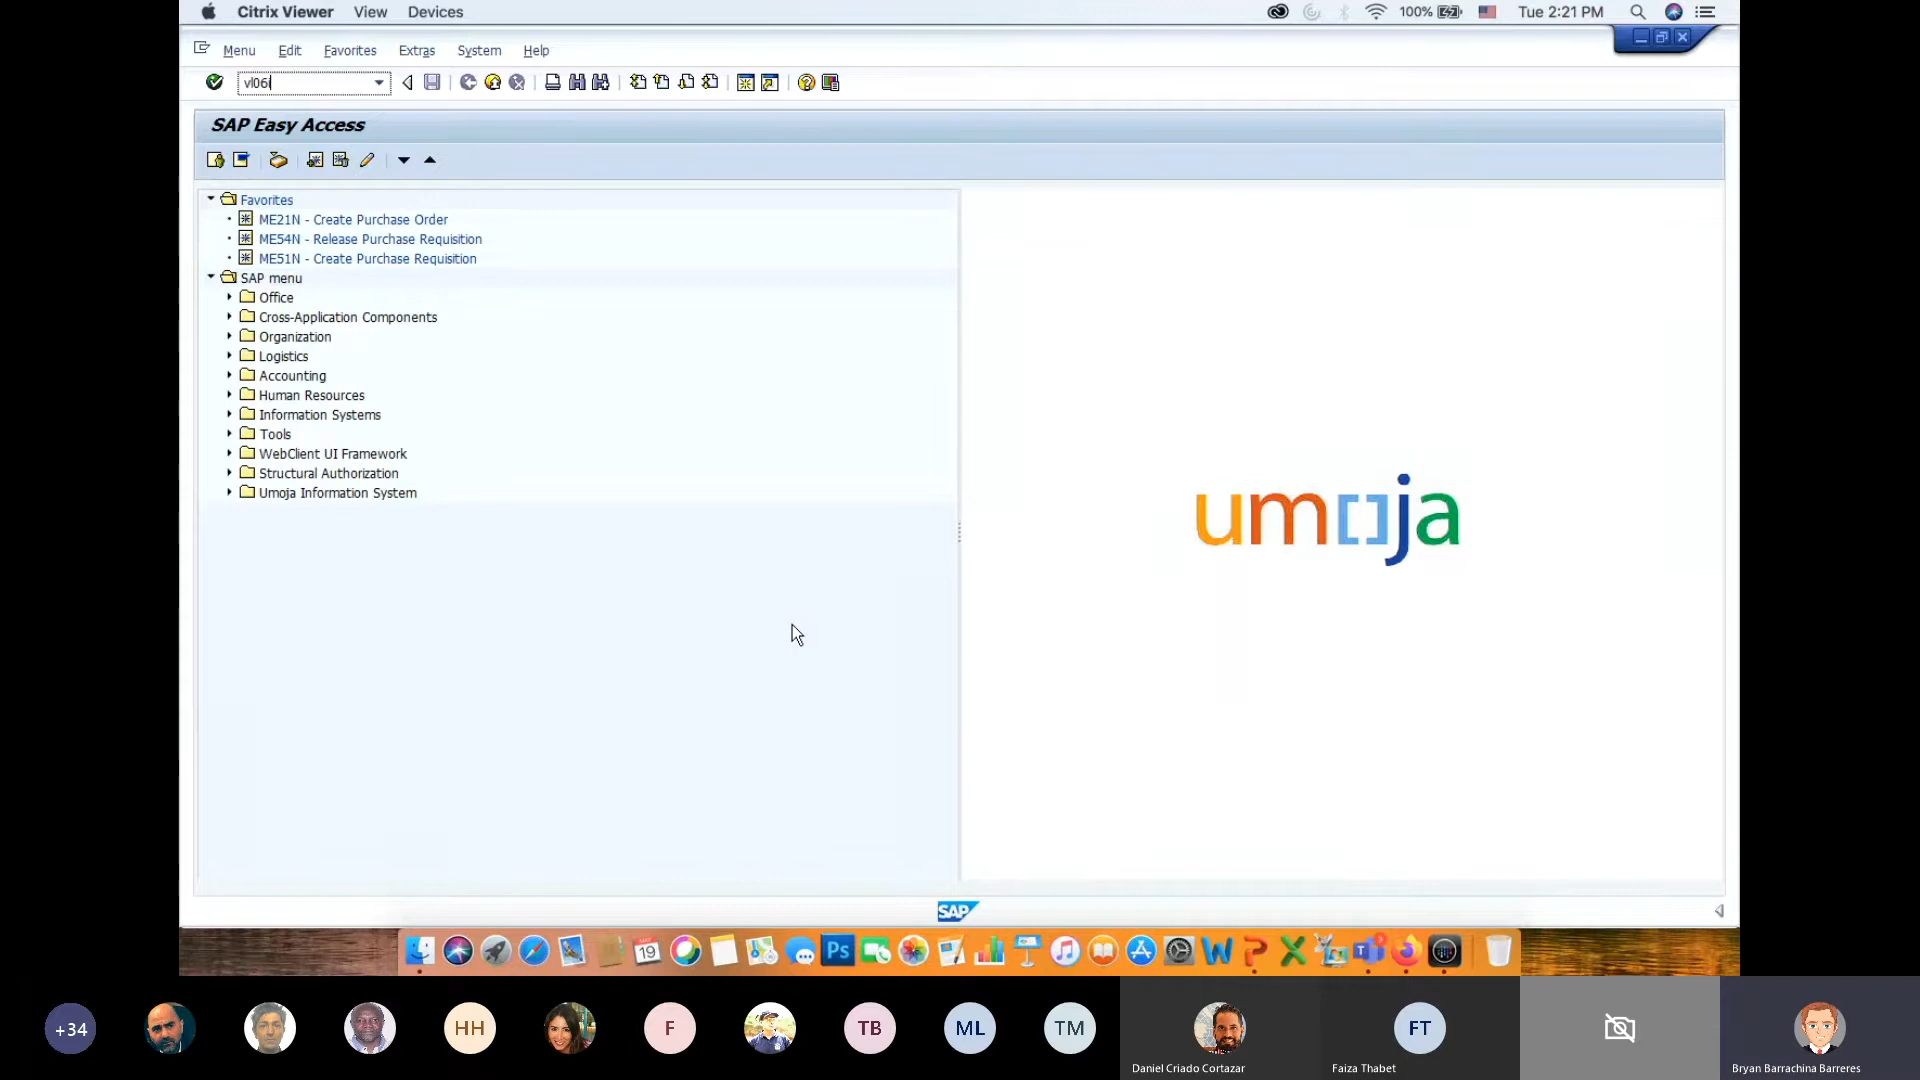 Citrix Viewer View Devices 100% Tue 2:21 PM
Menu Edit Favorites Extras System Help
vl06i
SAP Easy Access
Favorites
ME21N - Create Purchase Order
ME54N - Release Purchase Requisition
ME51N - Create Purchase Requisition
SAP menu
Office
Cross-Application Components
Organization
Logistics
Accounting
Human Resources
Information Systems
Tools
WebClient UI Framework
Structural Authorization
Umoja Information System
umoja
SAP
19 Ps W P X T
+34 HH F TB ML TM FT
Daniel Criado Cortazar Faiza Thabet Bryan Barrachina Barreres